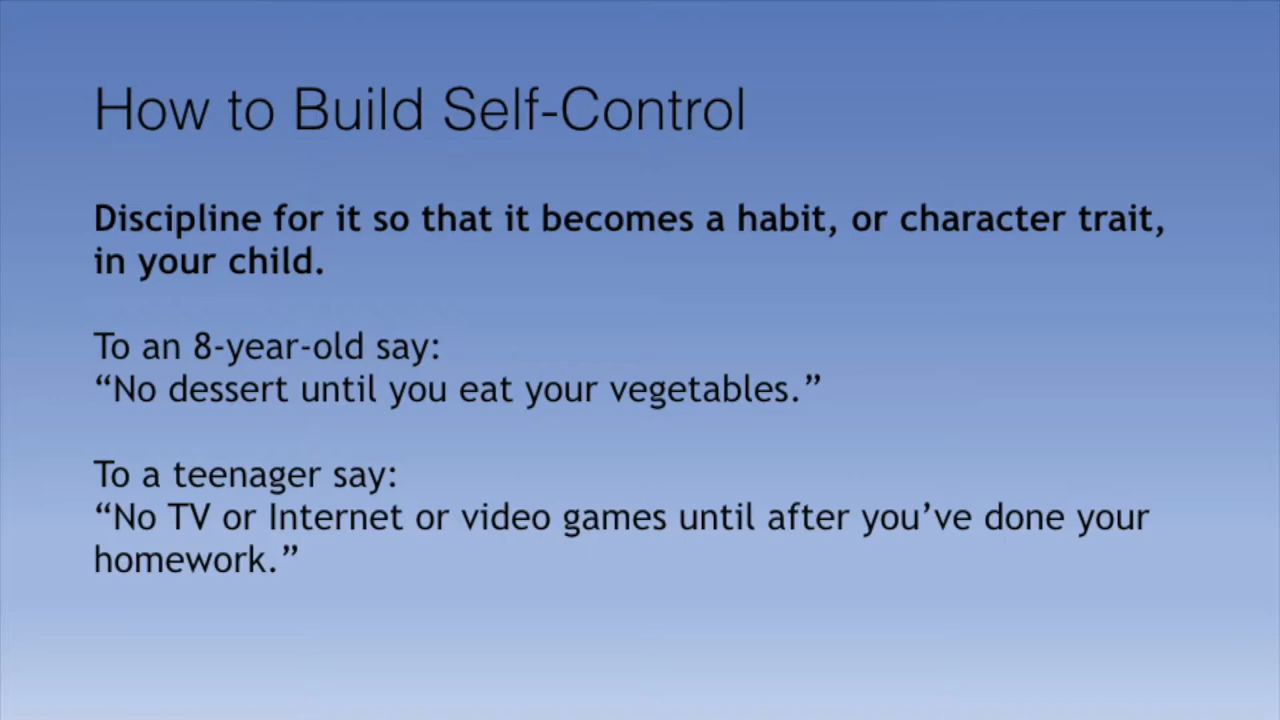 How to Build Self-Control
Discipline for it so that it becomes a habit, or character trait,
in your child.
To an 8-year-old say:
“No dessert until you eat your vegetables.”
To a teenager say:
“No TV or Internet or video games until after you’ve done your
homework.”